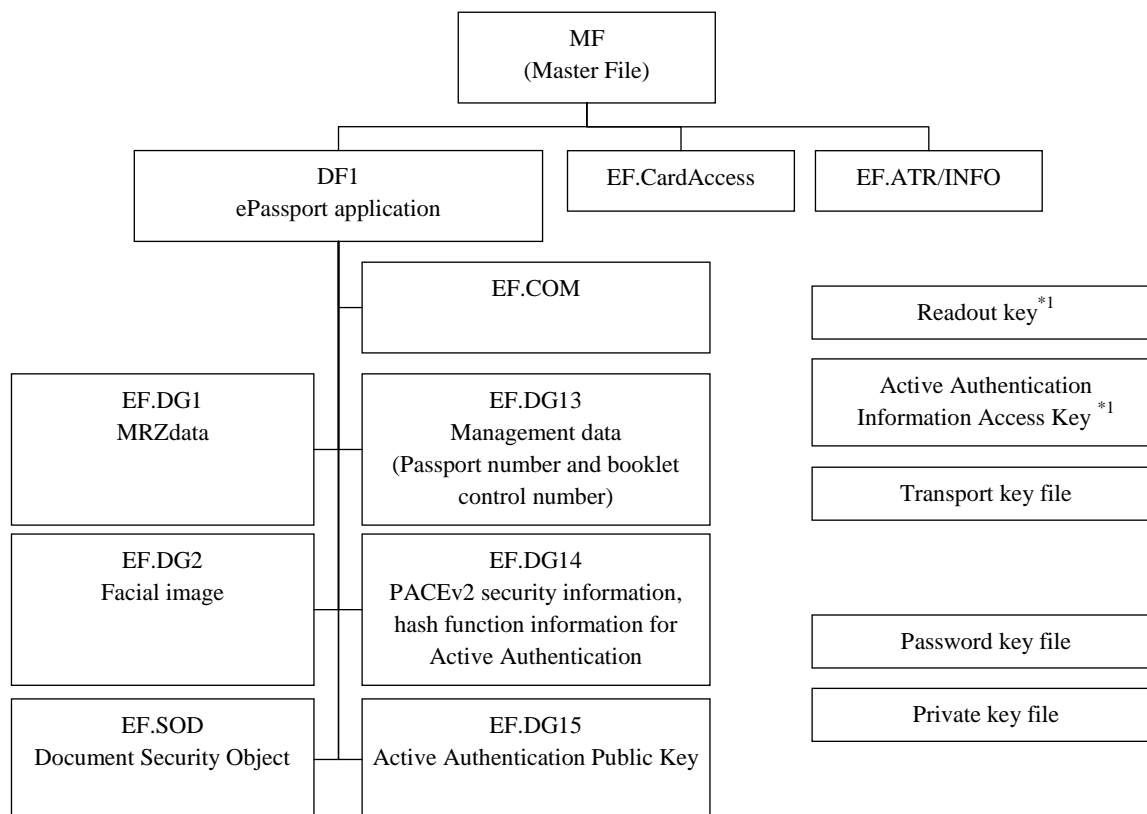 MF
(Master File)
DF1
ePassport application
EF.CardAccess
EF.ATR/INFO
EF.COM
Readout key*1
EF.DG1
MRZdata
EF.DG13
Management data
(Passport number and booklet
control number)
Active Authentication
Information Access Key *1
Transport key file
EF.DG2
Facial image
EF.DG14
PACEv2 security information,
hash function information for
Active Authentication
Password key file
Private key file
EF.SOD
Document Security Object
EF.DG15
Active Authentication Public Key